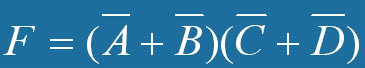 F = (A̅ + B̅)(C̅ + D̅)